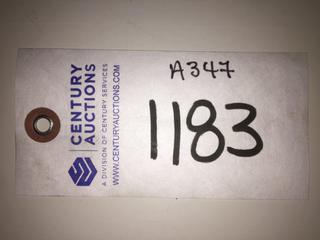 CENTURY
AUCTIONS
A DIVISION OF CENTURY SERVICES
WWW.CENTURYAUCTIONS.COM
A347
1183